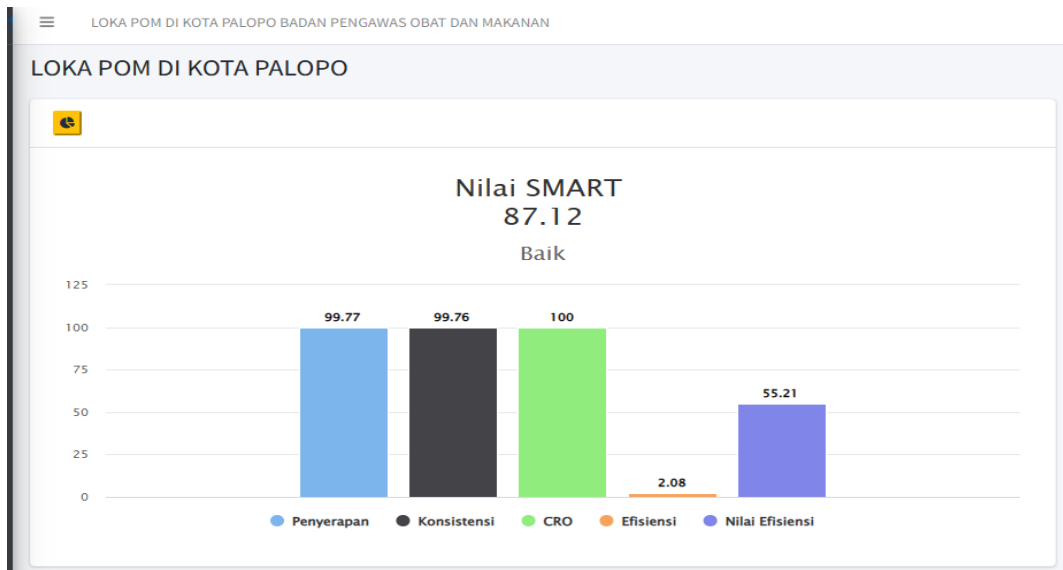 LOKA POM DI KOTA PALOPO BADAN PENGAWAS OBAT DAN MAKANAN
LOKA POM DI KOTA PALOPO
Nilai SMART
87.12
Baik
125
100
75
50
25
0
99.77
99.76
100
2.08
55.21
Penyerapan
Konsistensi
CRO
Efisiensi
Nilai Efisiensi